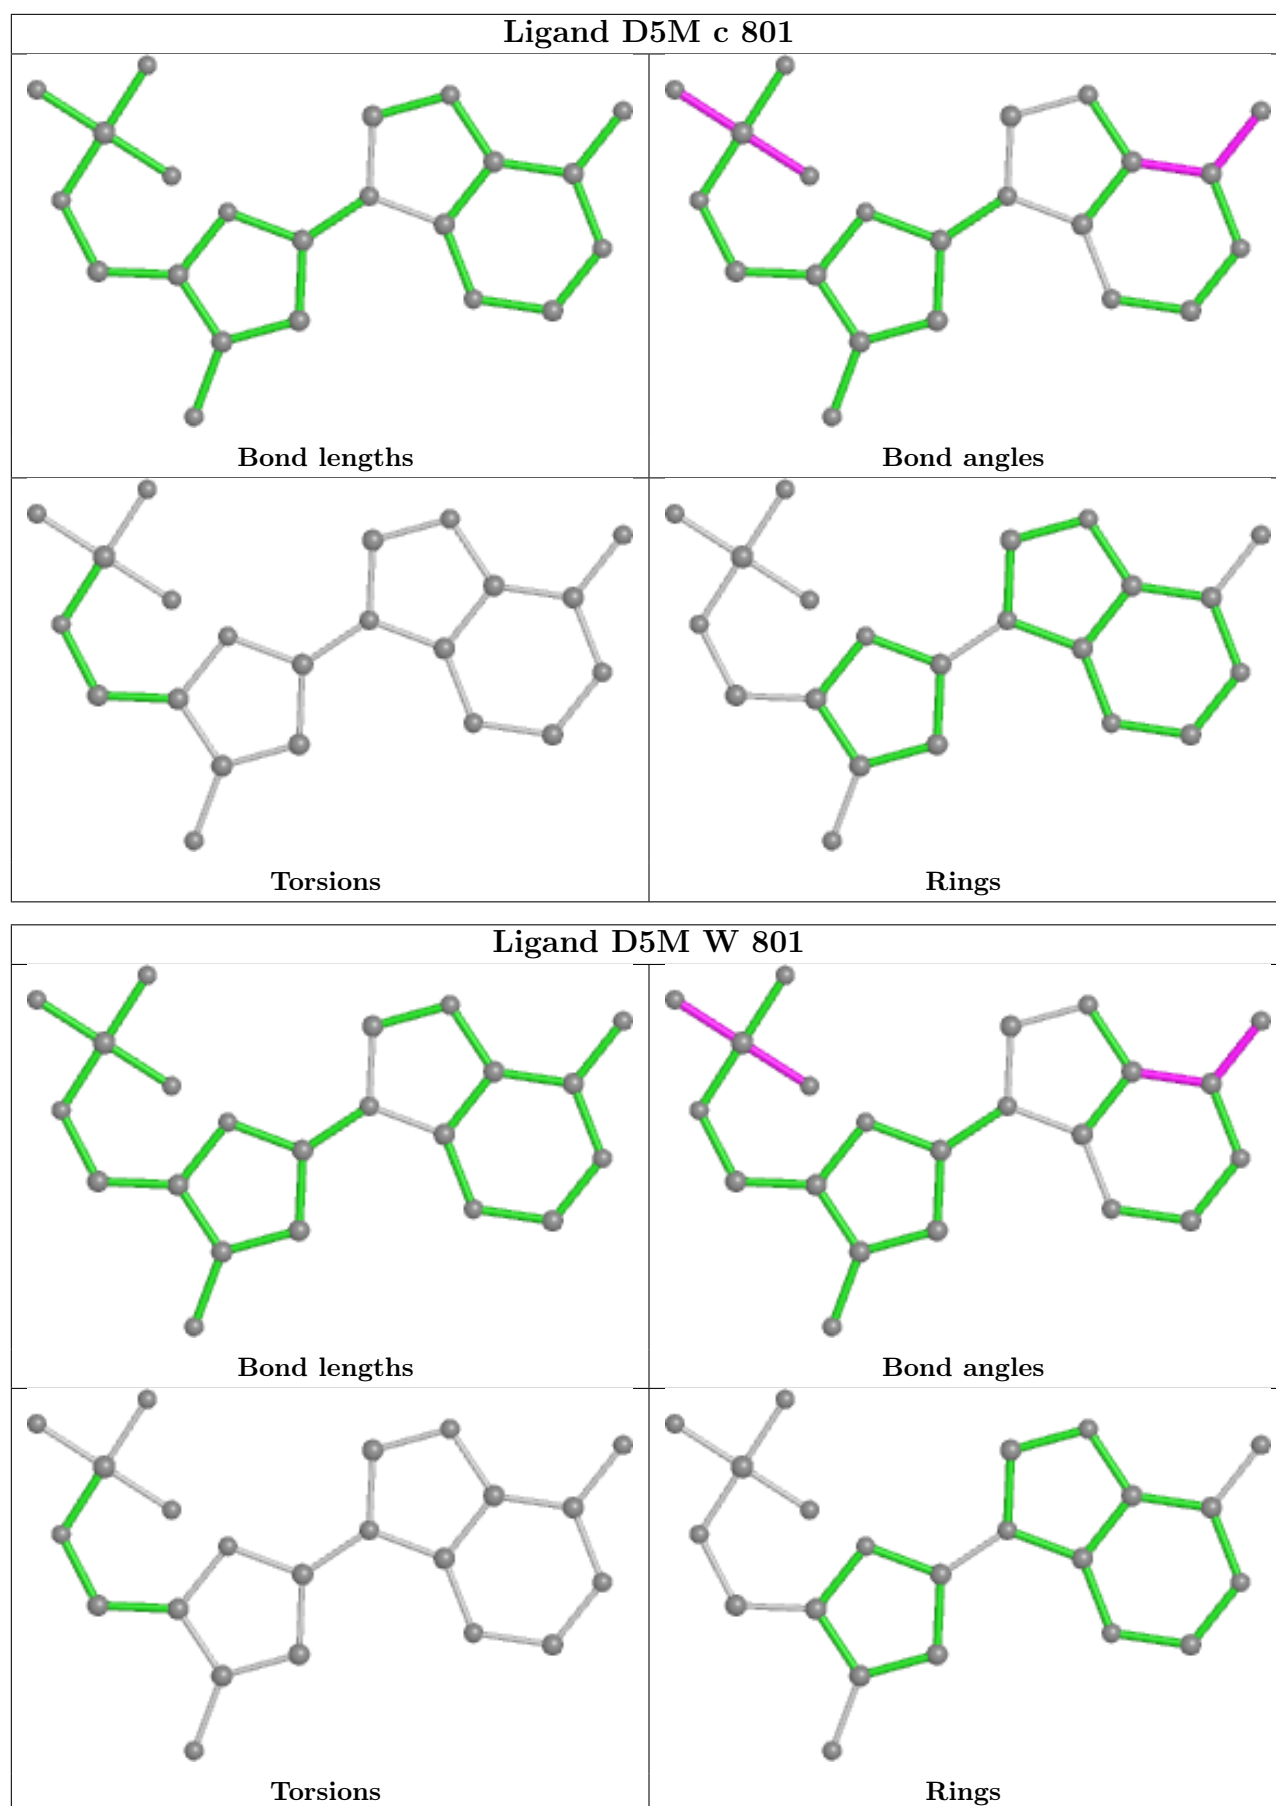 Ligand D5M c 801
Bond lengths
Bond angles
Torsions
Rings
Ligand D5M W 801
Bond lengths
Bond angles
Torsions
Rings